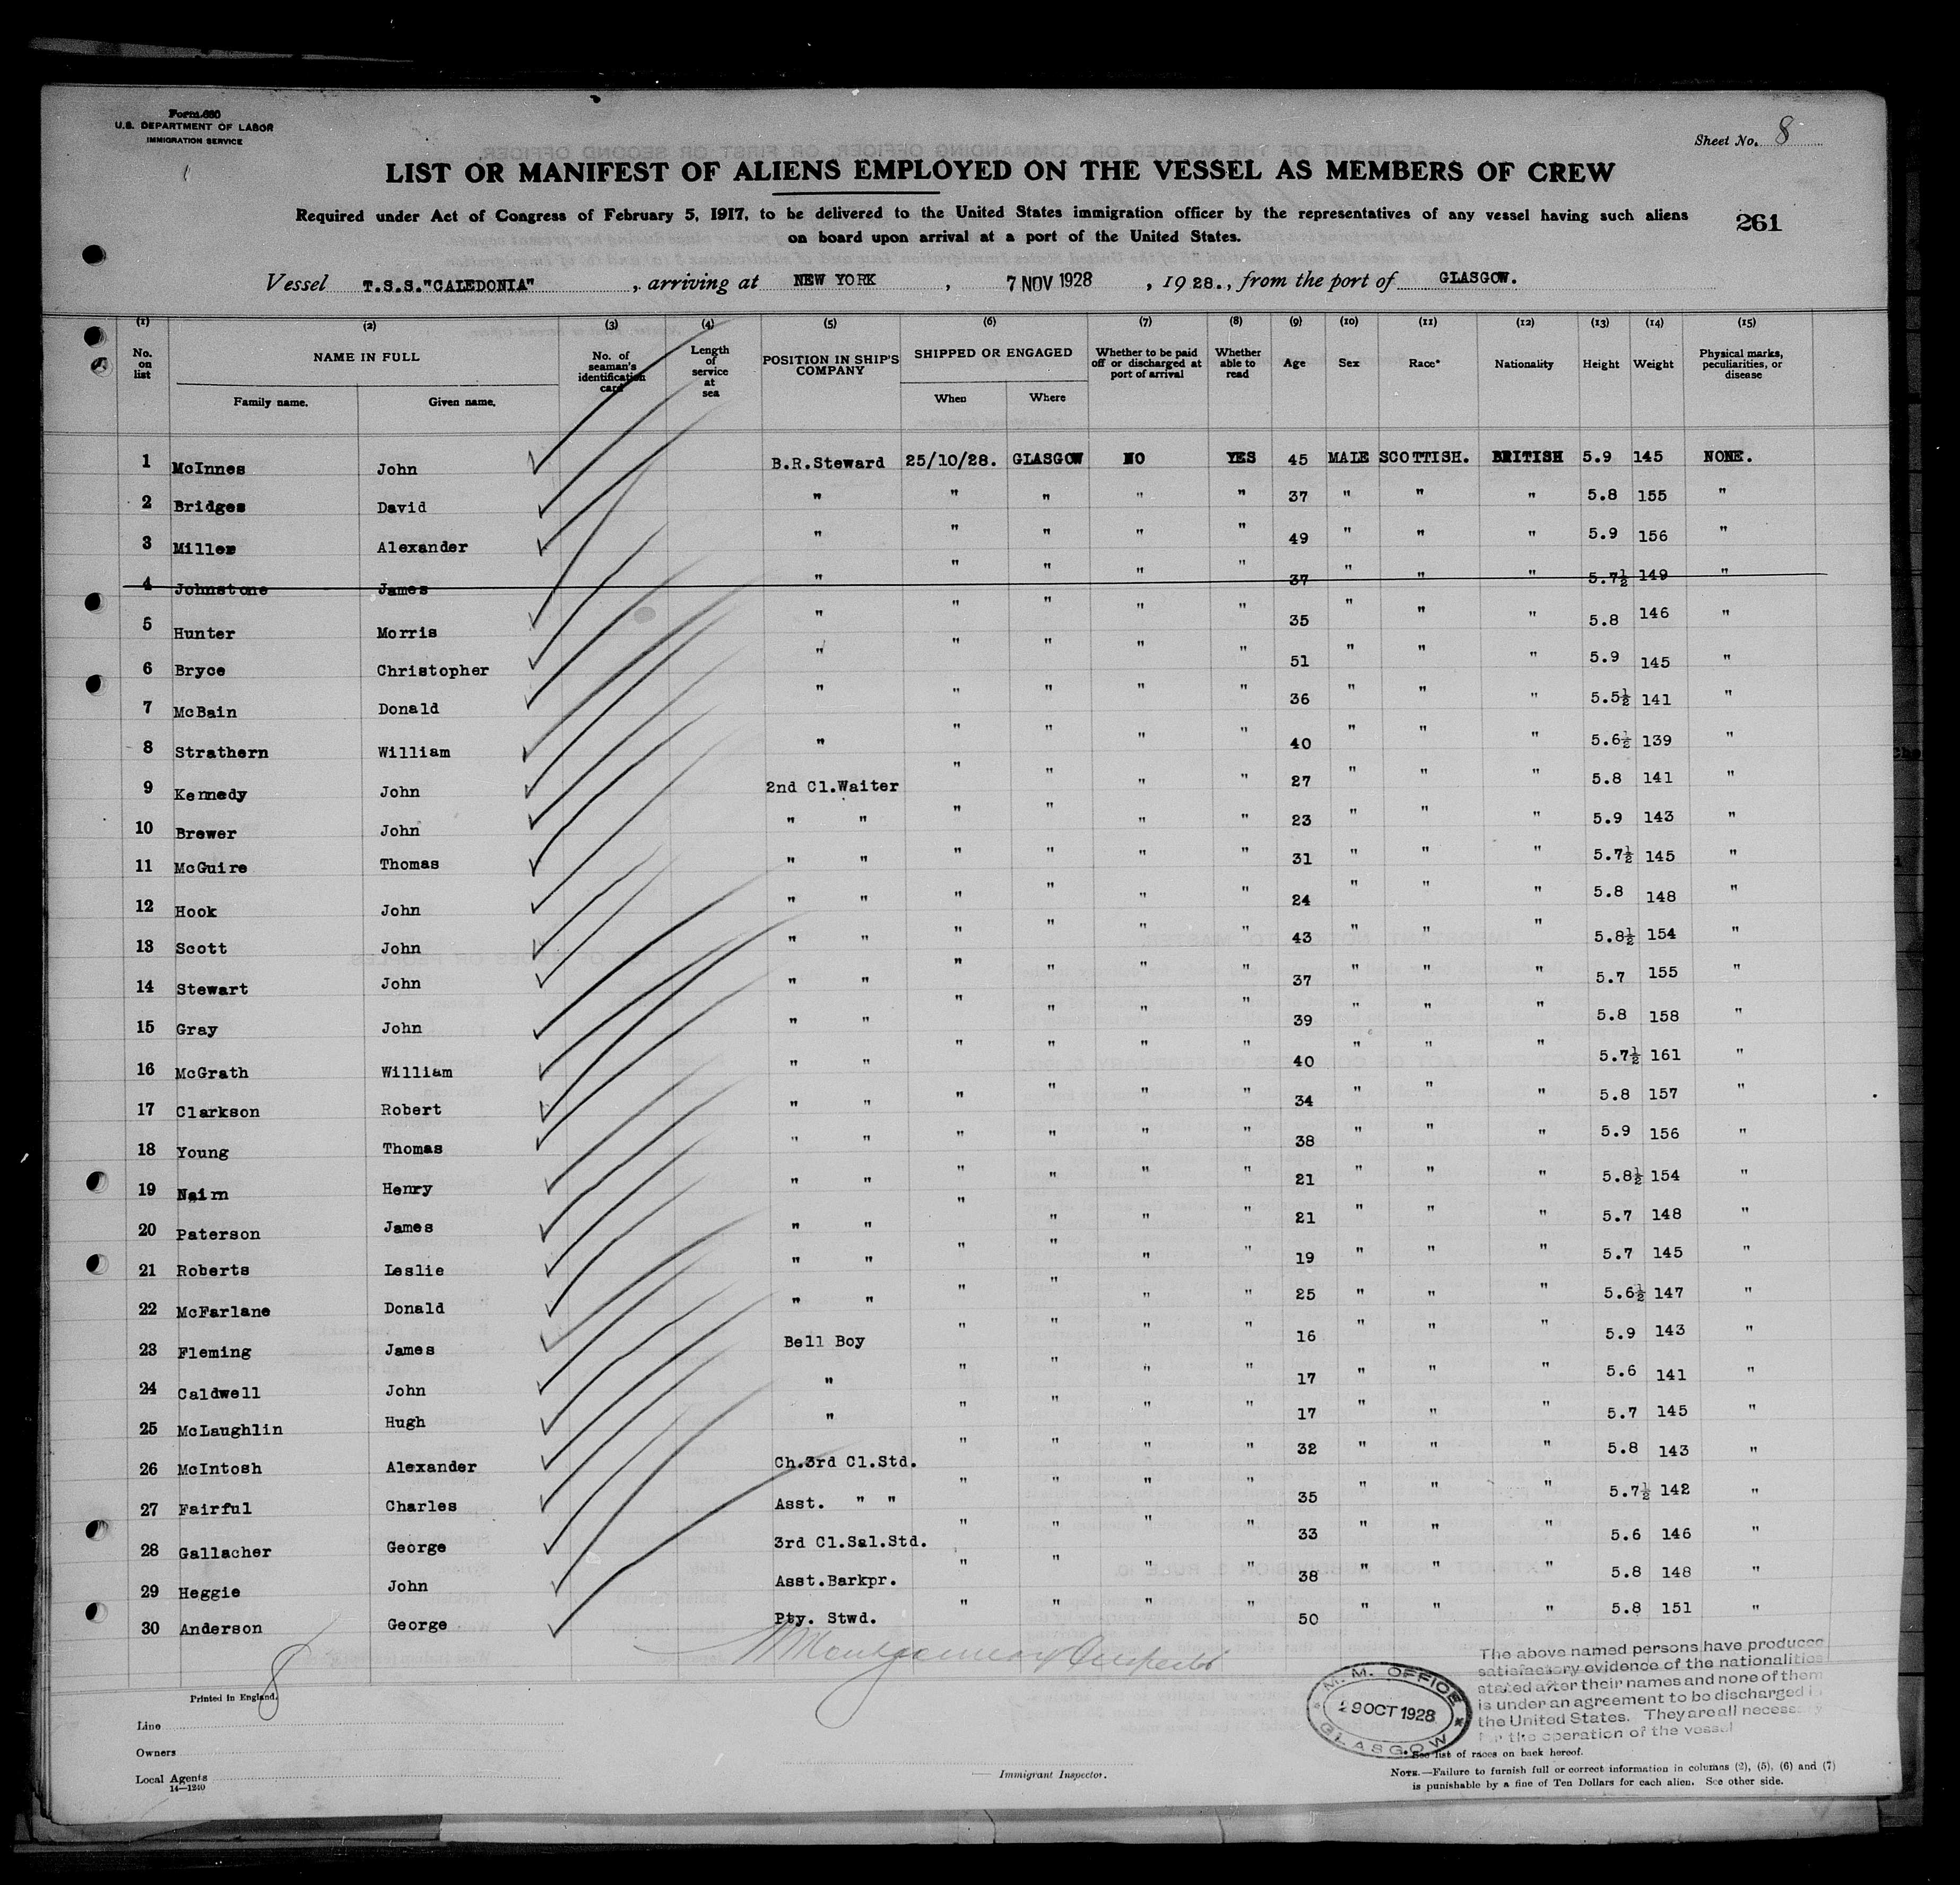 Form 680
U.S. DEPARTMENT OF LABOR
IMMIGRATION SERVICE
Sheet No. 8
LIST OR MANIFEST OF ALIENS EMPLOYED ON THE VESSEL AS MEMBERS OF CREW
Required under Act of Congress of February 5, 1917, to be delivered to the United States immigration officer by the representatives of any vessel having such aliens
on board upon arrival at a port of the United States.
261
Vessel T.S.S."CALEDONIA" , arriving at NEW YORK , 7 NOV 1928 , 1928., from the port of GLASGOW.
(1) (2) (3) (4) (5) (6) (7) (8) (9) (10) (11) (12) (13) (14) (15)
No. on list NAME IN FULL Family name. Given name. No. of seaman's identification card Length of service at sea POSITION IN SHIP'S COMPANY SHIPPED OR ENGAGED When Where Whether to be paid off or discharged at port of arrival Whether able to read Age Sex Race* Nationality Height Weight Physical marks, peculiarities, or disease
1 McInnes John B.R.Steward 25/10/28. GLASGOW NO YES 45 MALE SCOTTISH. BRITISH 5.9 145 NONE.
2 Bridges David " " " " " 37 " " " 5.8 155 "
3 Miller Alexander " " " " " 49 " " " 5.9 156 "
4 Johnstone James " " " " " 37 " " " 5.7½ 149 "
5 Hunter Morris " " " " " 35 " " " 5.8 146 "
6 Bryce Christopher " " " " " 51 " " " 5.9 145 "
7 McBain Donald " " " " " 36 " " " 5.5½ 141 "
8 Strathern William " " " " " 40 " " " 5.6½ 139 "
9 Kennedy John 2nd Cl.Waiter " " " " 27 " " " 5.8 141 "
10 Brewer John " " " " " " 23 " " " 5.9 143 "
11 McGuire Thomas " " " " " " 31 " " " 5.7½ 145 "
12 Hook John " " " " " " 24 " " " 5.8 148 "
13 Scott John " " " " " " 43 " " " 5.8½ 154 "
14 Stewart John " " " " " " 37 " " " 5.7 155 "
15 Gray John " " " " " " 39 " " " 5.8 158 "
16 McGrath William " " " " " " 40 " " " 5.7½ 161 "
17 Clarkson Robert " " " " " " 34 " " " 5.8 157 "
18 Young Thomas " " " " " " 38 " " " 5.9 156 "
19 Nairn Henry " " " " " " 21 " " " 5.8½ 154 "
20 Paterson James " " " " " " 21 " " " 5.7 148 "
21 Roberts Leslie " " " " " " 19 " " " 5.7 145 "
22 McFarlane Donald " " " " " " 25 " " " 5.6½ 147 "
23 Fleming James Bell Boy " " " " 16 " " " 5.9 143 "
24 Caldwell John " " " " " 17 " " " 5.6 141 "
25 McLaughlin Hugh " " " " " 17 " " " 5.7 145 "
26 McIntosh Alexander Ch.3rd Cl.Std. " " " " 32 " " " 5.8 143 "
27 Fairful Charles Asst. " " " " " " 35 " " " 5.7½ 142 "
28 Gallacher George 3rd Cl.Sal.Std. " " " " 33 " " " 5.6 146 "
29 Heggie John Asst.Barkpr. " " " " 38 " " " 5.8 148 "
30 Anderson George Pty. Stwd. " " " " 50 " " " 5.8 151 "
Montgomery Inspector
8
Printed in England.
M.M. OFFICE
29 OCT 1928
GLASGOW
The above named persons have produced
satisfactory evidence of the nationalities
stated after their names and none of them
is under an agreement to be discharged i
the United States. They are all necessary
for the operation of the vessel
Line
Owners
Local Agents
14—1240
Immigrant Inspector.
* See list of races on back hereof.
NOTE.—Failure to furnish full or correct information in columns (2), (5), (6) and (7)
is punishable by a fine of Ten Dollars for each alien. See other side.